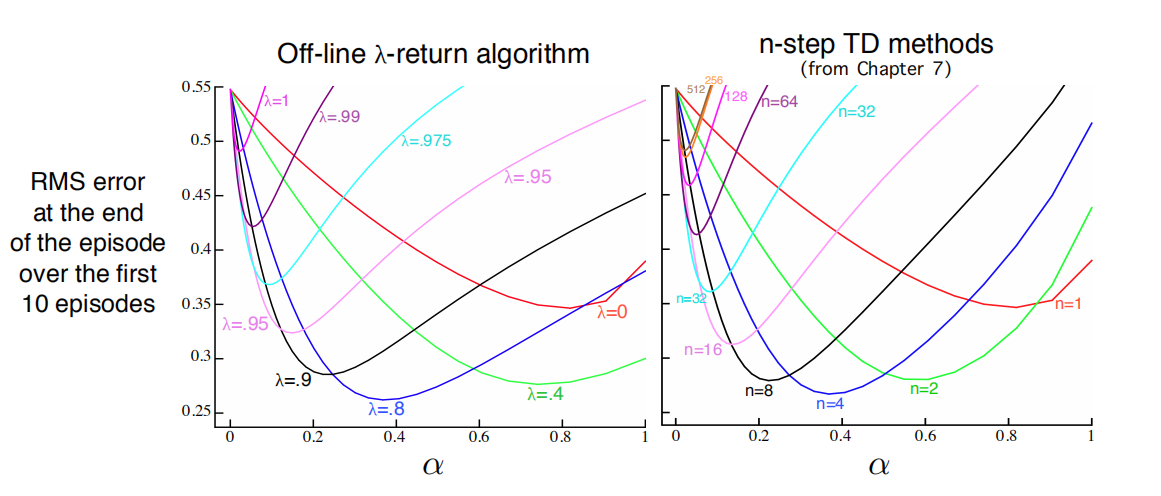 Off-line λ-return algorithm
n-step TD methods
(from Chapter 7)
RMS error
at the end
of the episode
over the first
10 episodes
0.55
0.5
0.45
0.4
0.35
0.3
0.25
λ=1
λ=.99
λ=.975
λ=.95
λ=.95
λ=0
λ=.9
λ=.4
λ=.8
0 0.2 0.4 0.6 0.8 1
α
256
512
128
n=64
n=32
n=32
n=1
n=16
n=8
n=2
n=4
0 0.2 0.4 0.6 0.8 1
α